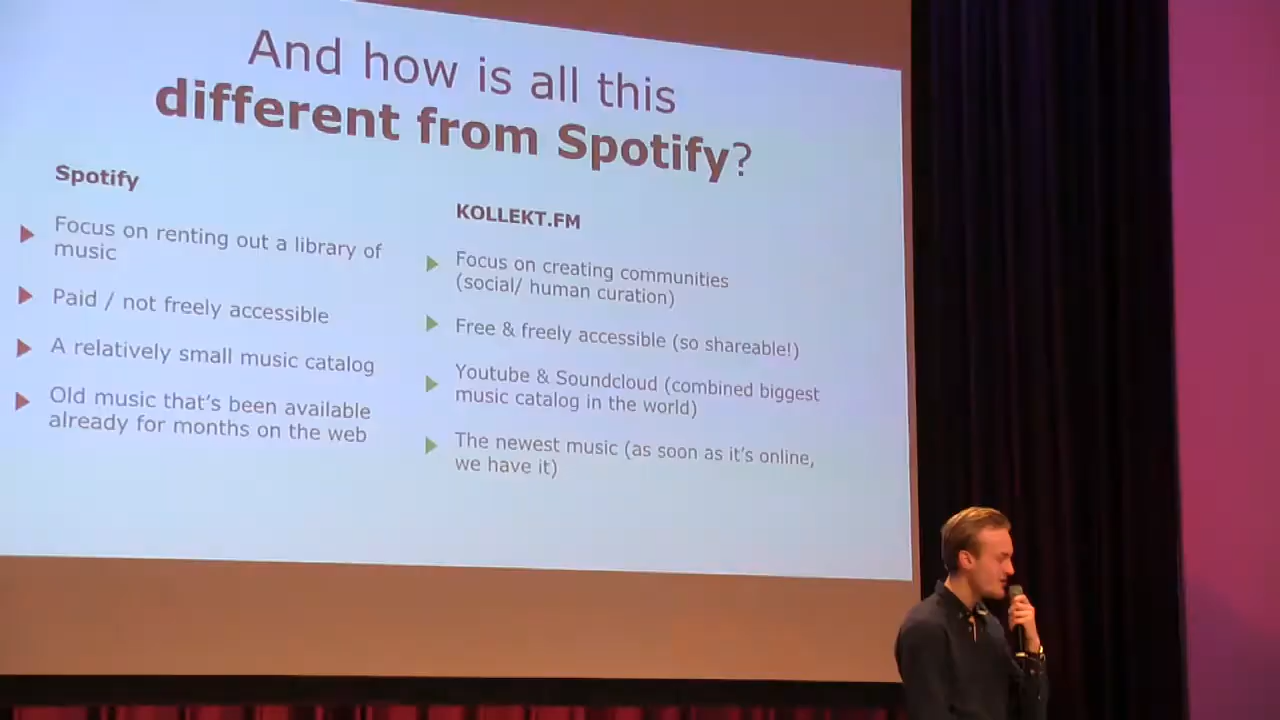 And how is all this
different from Spotify?
Spotify
Focus on renting out a library of
music
Paid / not freely accessible
A relatively small music catalog
Old music that's been available
already for months on the web
KOLLEKT.FM
Focus on creating communities
(social/ human curation)
Free & freely accessible (so shareable!)
Youtube & Soundcloud (combined biggest
music catalog in the world)
The newest music (as soon as it's online,
we have it)